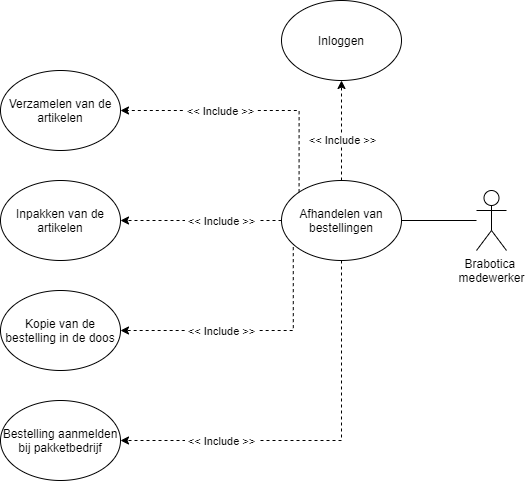 Inloggen
Verzamelen van de
artikelen
<< Include >>
<< Include >>
Inpakken van de
artikelen
<< Include >>
Afhandelen van
bestellingen
Brabotica
medewerker
Kopie van de
bestelling in de doos
<< Include >>
Bestelling aanmelden
bij pakketbedrijf
<< Include >>